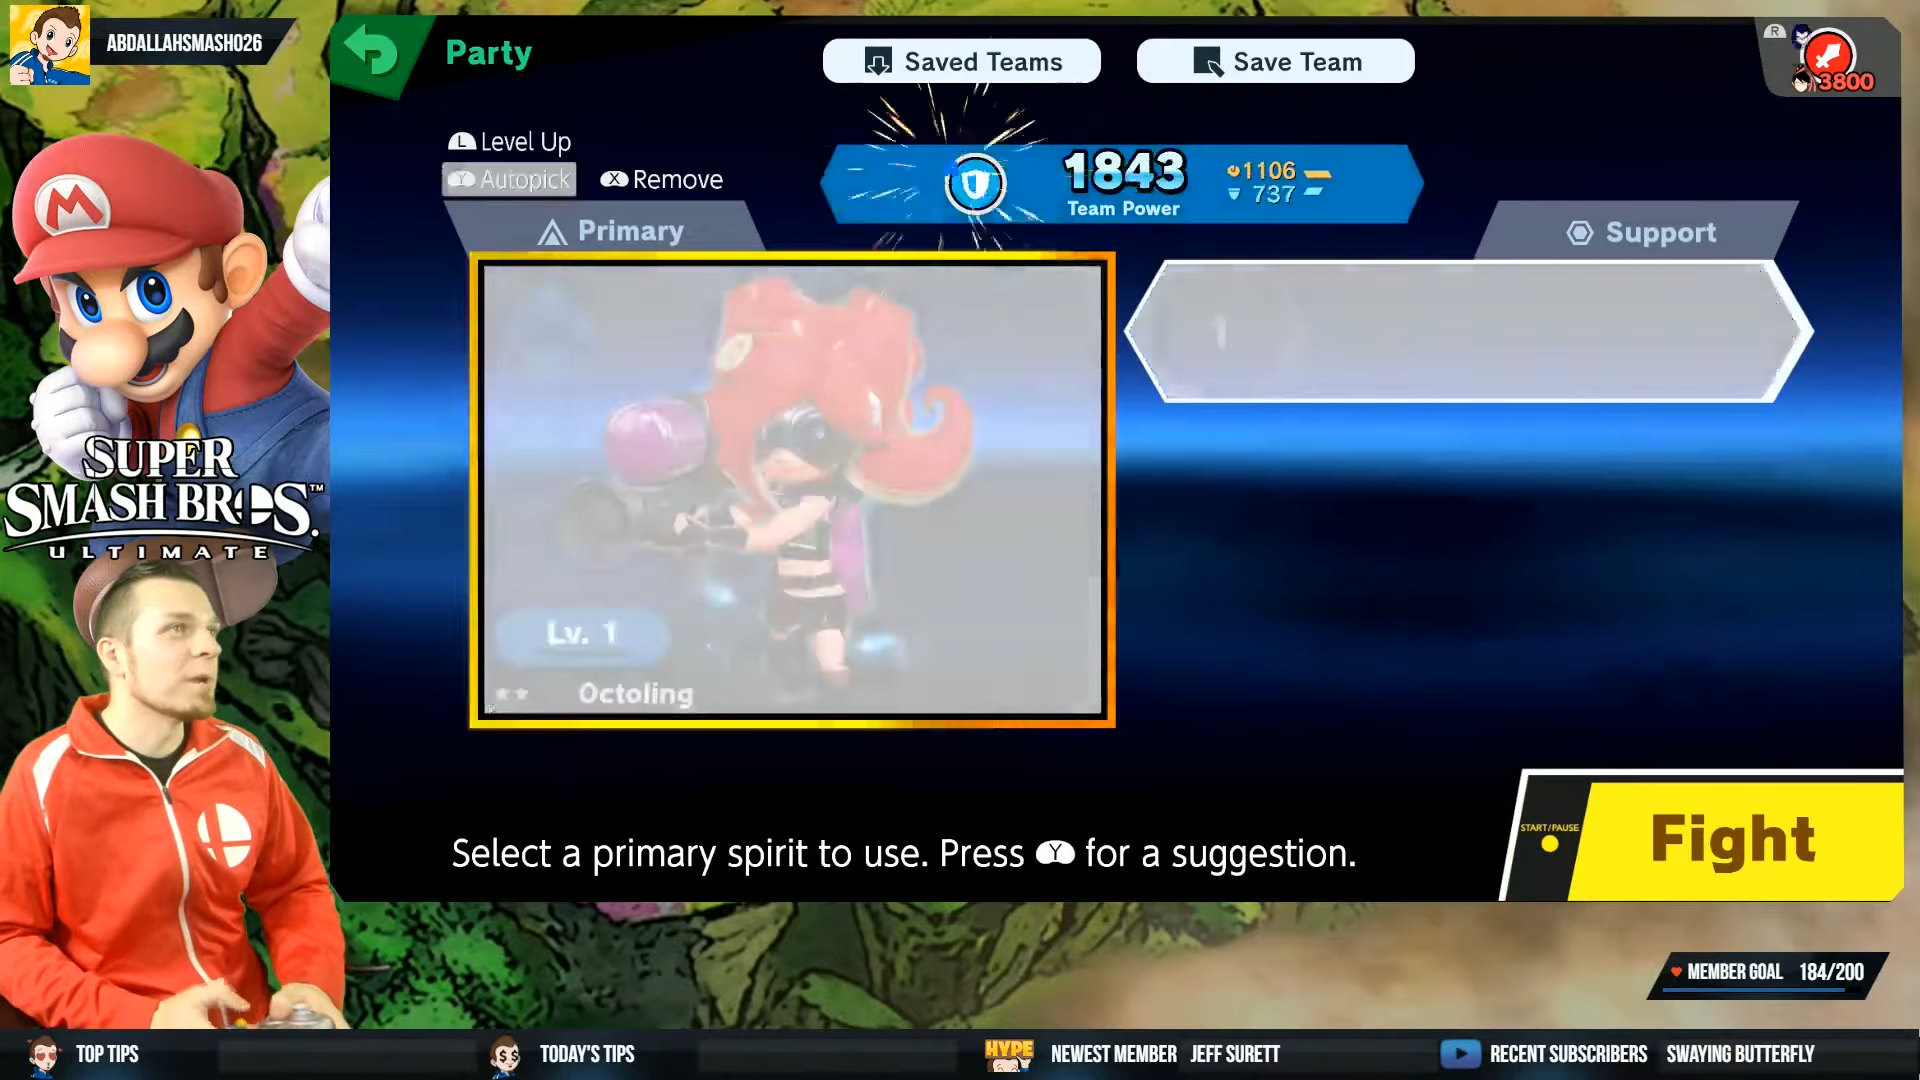 ABDALLAHSMASH026
Party
Saved Teams
Save Team
R
3800
L Level Up
Y Autopick X Remove
1843
Team Power
1106
737
Primary
Support
1
Lv. 1
Octoling
M
SUPER
SMASH BROS.™
ULTIMATE
Select a primary spirit to use. Press Y for a suggestion.
START/PAUSE
Fight
MEMBER GOAL 184/200
TOP TIPS
TODAY'S TIPS
HYPE
NEWEST MEMBER JEFF SURETT
RECENT SUBSCRIBERS SWAYING BUTTERFLY